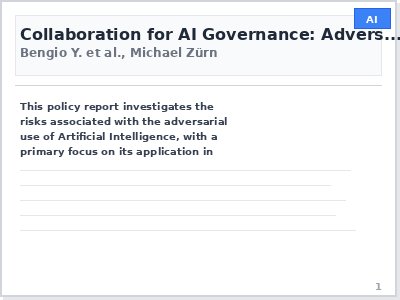 AI
Collaboration for AI Governance: Advers...
Bengio Y. et al., Michael Zürn
This policy report investigates the
risks associated with the adversarial
use of Artificial Intelligence, with a
primary focus on its application in
1